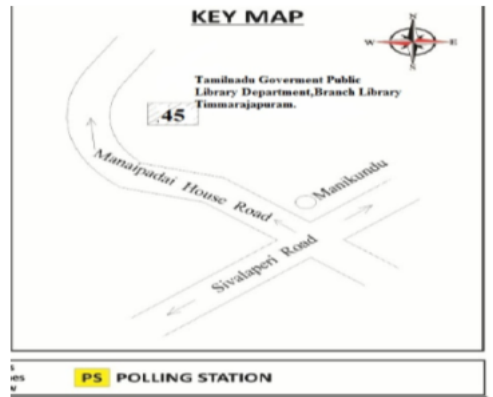 KEY MAP
N
W E
S
Tamilnadu Goverment Public
Library Department,Branch Library
Timmarajapuram.
45
Manaipadai House Road
Manikundu
Sivalaperi Road
PS POLLING STATION